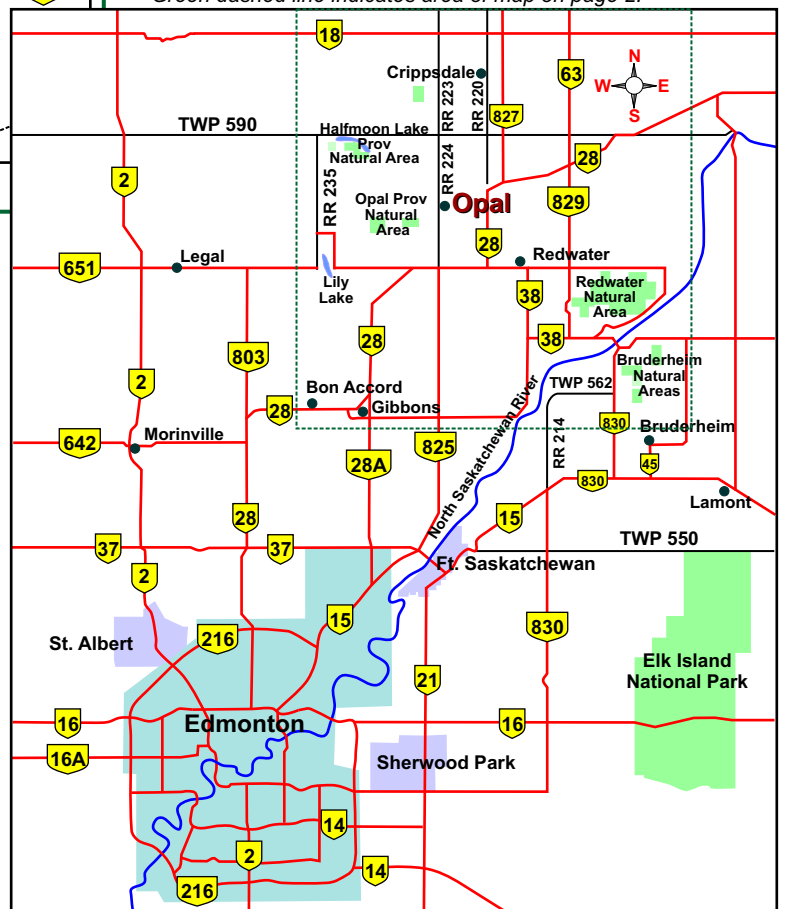 Green dashed line indicates area of map on page 2.
18
Crippsdale
63
N
W E
S
RR 223
RR 220
827
TWP 590
Halfmoon Lake
Prov
Natural Area
28
2
RR 235
RR 224
Opal Prov
Natural
Area
Opal
829
28
651
Legal
Redwater
Lily
Lake
38
Redwater
Natural
Area
28
38
803
Bruderheim
Natural
Areas
2
Bon Accord
TWP 562
28
Gibbons
North Saskatchewan River
830
642
Morinville
28A
825
RR 214
Bruderheim
45
830
Lamont
28
15
37
37
TWP 550
2
Ft. Saskatchewan
15
830
St. Albert
216
Elk Island
National Park
21
16
Edmonton
16
16A
Sherwood Park
14
2
14
216